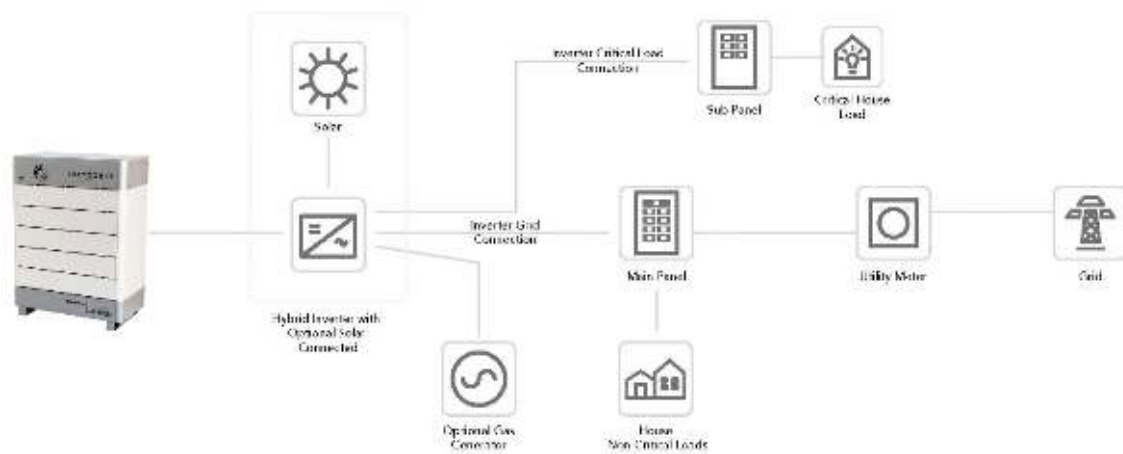 Inverter Critical Load
Connection
Sub Panel
Critical House
Load
Solar
Inverter Grid
Connection
Main Panel
Utility Meter
Grid
Hybrid Inverter with
Optional Solar
Connected
Optional Gas
Generator
House
Non Critical Loads